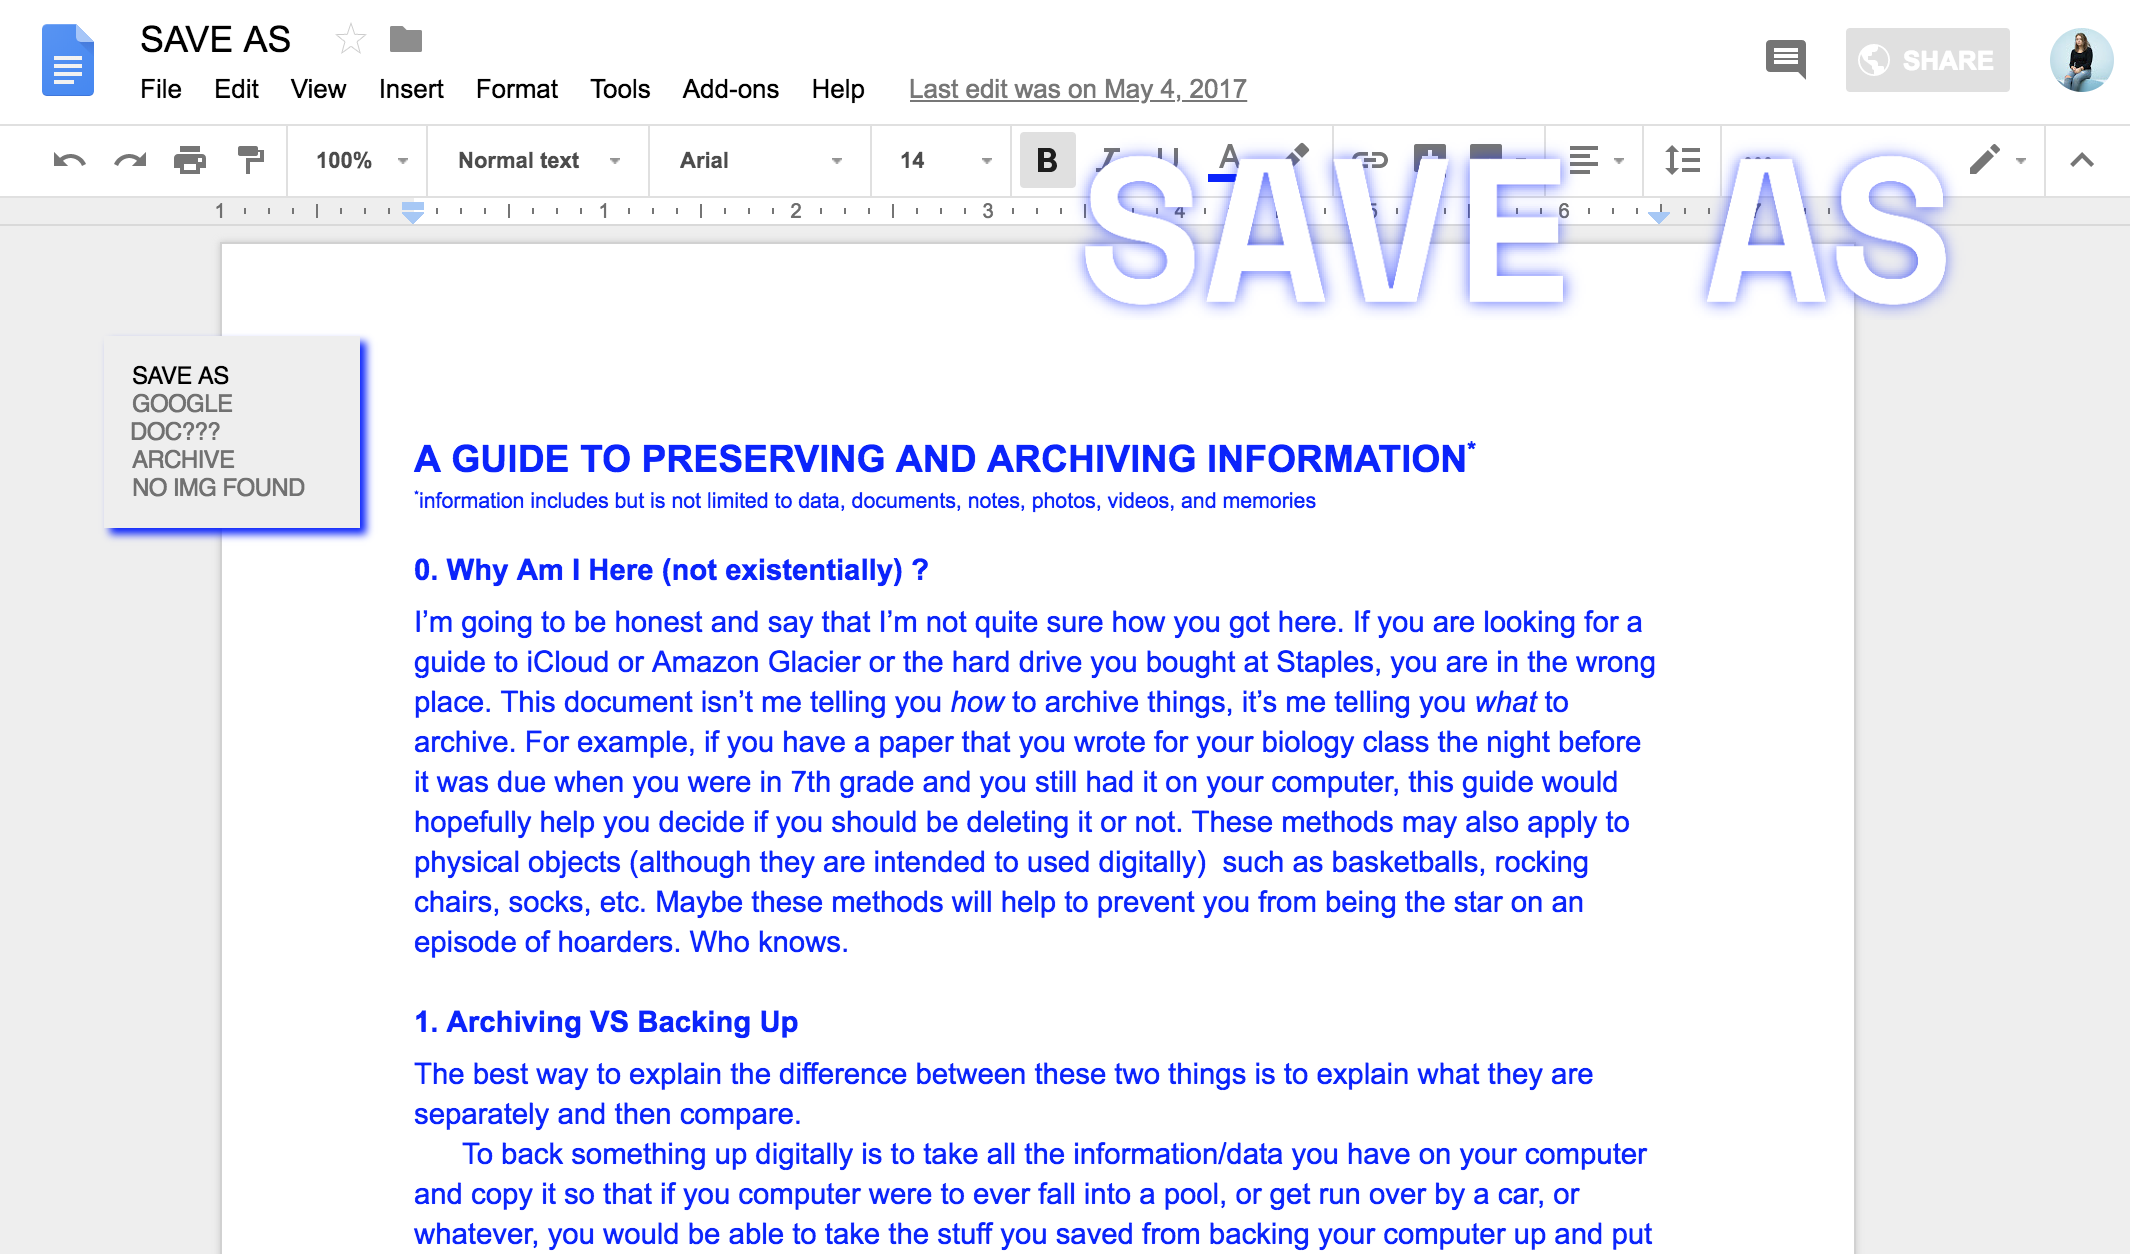 SAVE AS
File Edit View Insert Format Tools Add-ons Help Last edit was on May 4, 2017
SHARE
100% Normal text Arial 14 B I U A
1 1 2 3 4 5 6 7
SAVE AS
SAVE AS
GOOGLE
DOC???
ARCHIVE
NO IMG FOUND
A GUIDE TO PRESERVING AND ARCHIVING INFORMATION*
*information includes but is not limited to data, documents, notes, photos, videos, and memories
0. Why Am I Here (not existentially) ?
I’m going to be honest and say that I’m not quite sure how you got here. If you are looking for a
guide to iCloud or Amazon Glacier or the hard drive you bought at Staples, you are in the wrong
place. This document isn’t me telling you how to archive things, it’s me telling you what to
archive. For example, if you have a paper that you wrote for your biology class the night before
it was due when you were in 7th grade and you still had it on your computer, this guide would
hopefully help you decide if you should be deleting it or not. These methods may also apply to
physical objects (although they are intended to used digitally)  such as basketballs, rocking
chairs, socks, etc. Maybe these methods will help to prevent you from being the star on an
episode of hoarders. Who knows.
1. Archiving VS Backing Up
The best way to explain the difference between these two things is to explain what they are
separately and then compare.
To back something up digitally is to take all the information/data you have on your computer
and copy it so that if you computer were to ever fall into a pool, or get run over by a car, or
whatever, you would be able to take the stuff you saved from backing your computer up and put